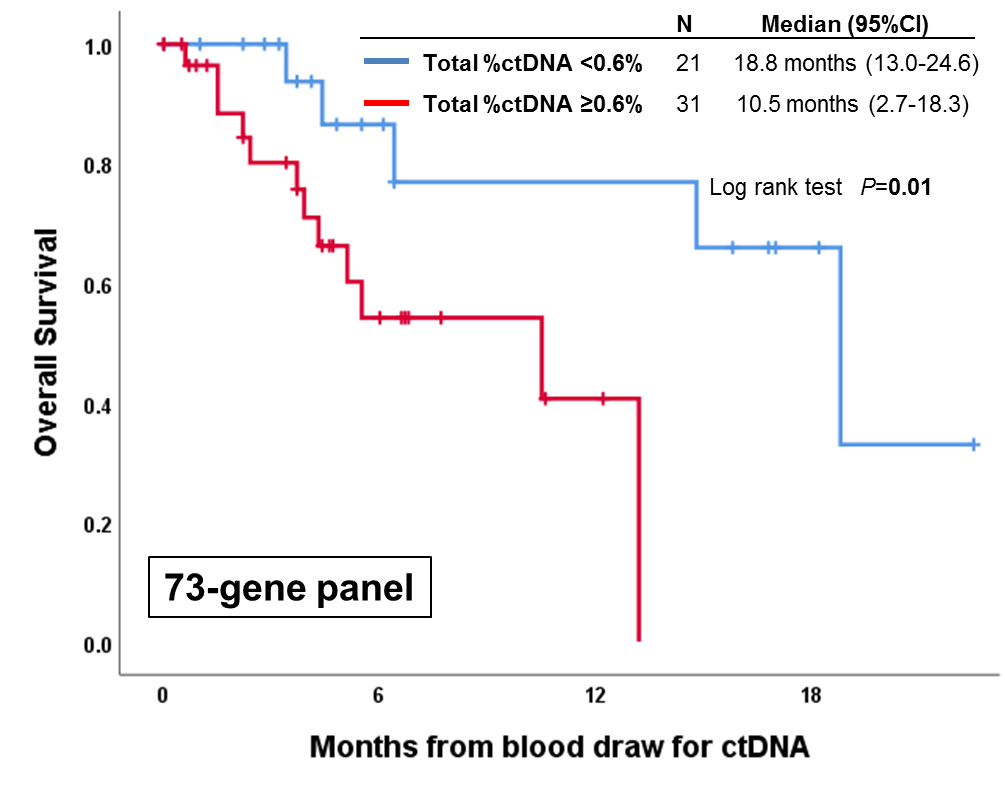 N Median (95%CI)
Total %ctDNA <0.6% 21 18.8 months (13.0-24.6)
Total %ctDNA ≥0.6% 31 10.5 months (2.7-18.3)
Log rank test P=0.01
Overall Survival
1.0
0.8
0.6
0.4
0.2
0.0
73-gene panel
0 6 12 18
Months from blood draw for ctDNA